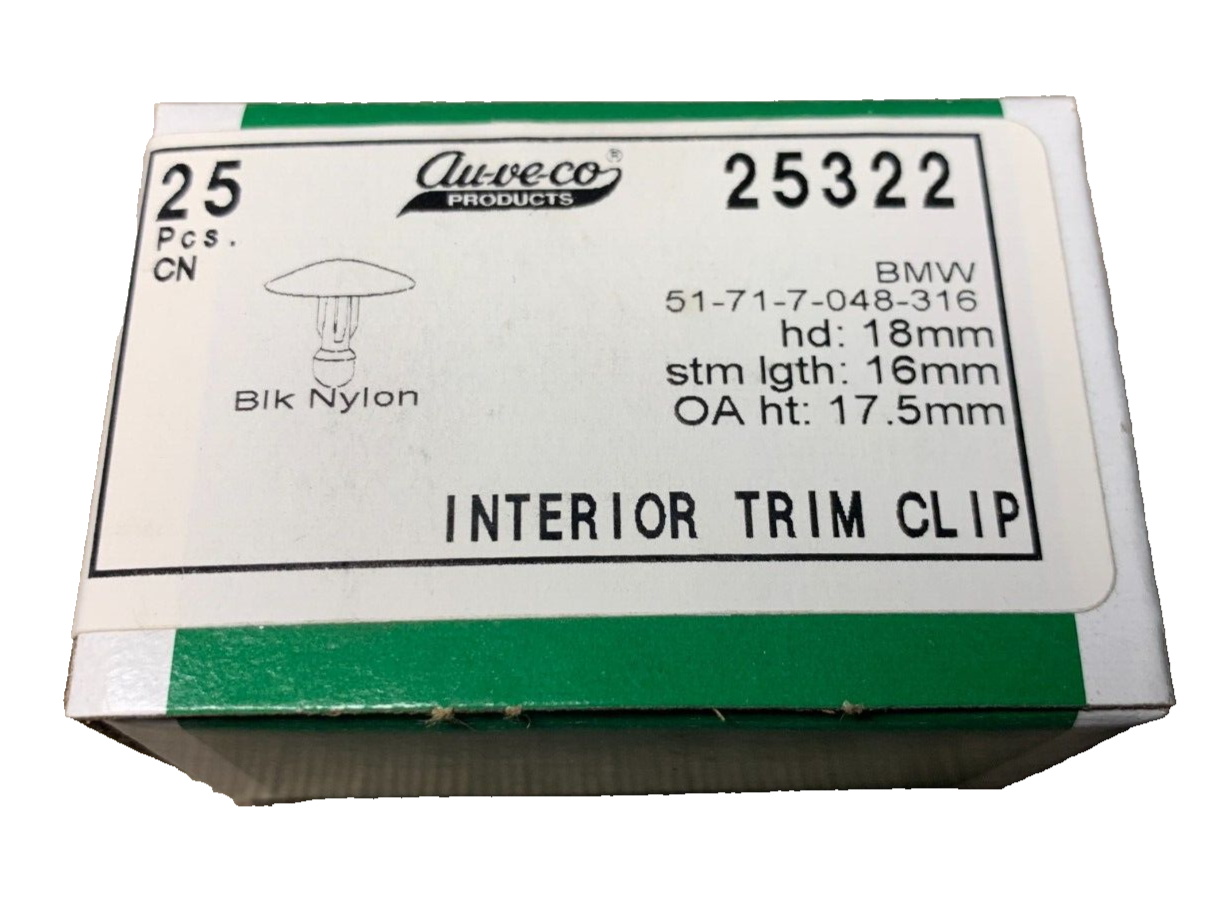 25
Pcs.
CN
au-ve-co®
PRODUCTS
25322
BMW
51-71-7-048-316
hd: 18mm
stm lgth: 16mm
OA ht: 17.5mm
Blk Nylon
INTERIOR TRIM CLIP